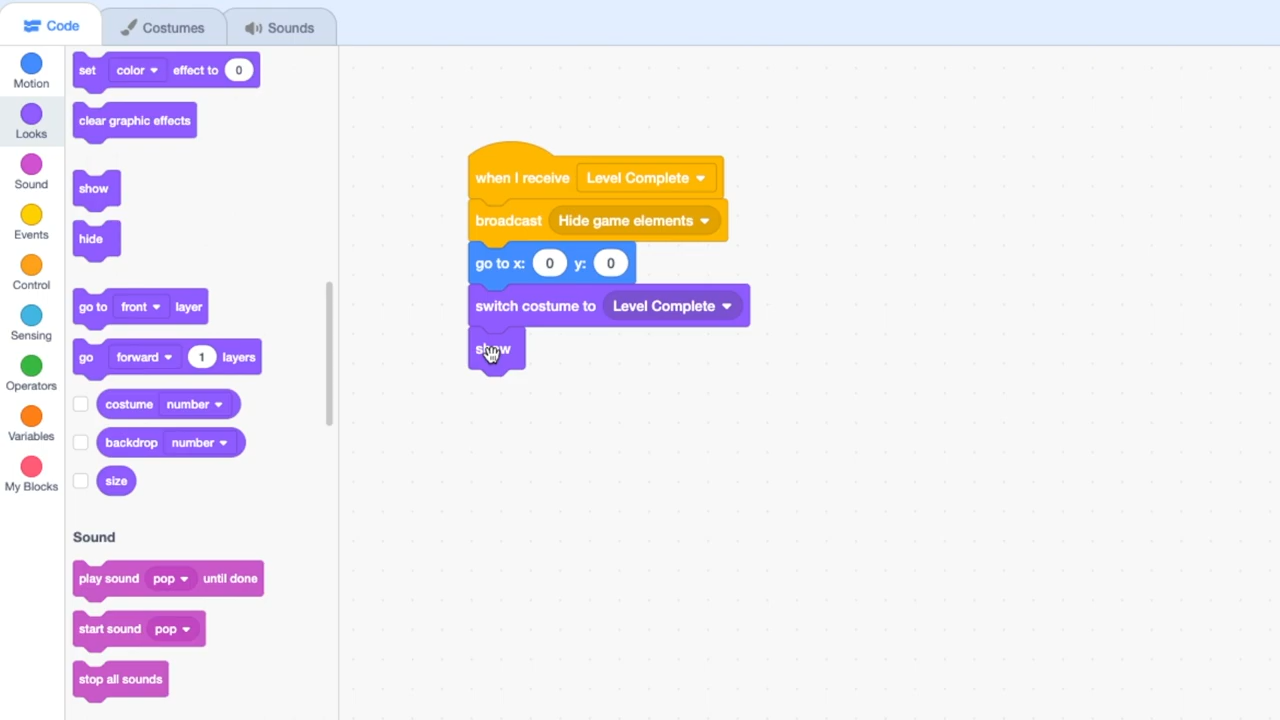 Code Costumes Sounds
Motion
Looks
Sound
Events
Control
Sensing
Operators
Variables
My Blocks
set color effect to 0
clear graphic effects
show
hide
go to front layer
go forward 1 layers
costume number
backdrop number
size
Sound
play sound pop until done
start sound pop
stop all sounds
when I receive Level Complete
broadcast Hide game elements
go to x: 0 y: 0
switch costume to Level Complete
show